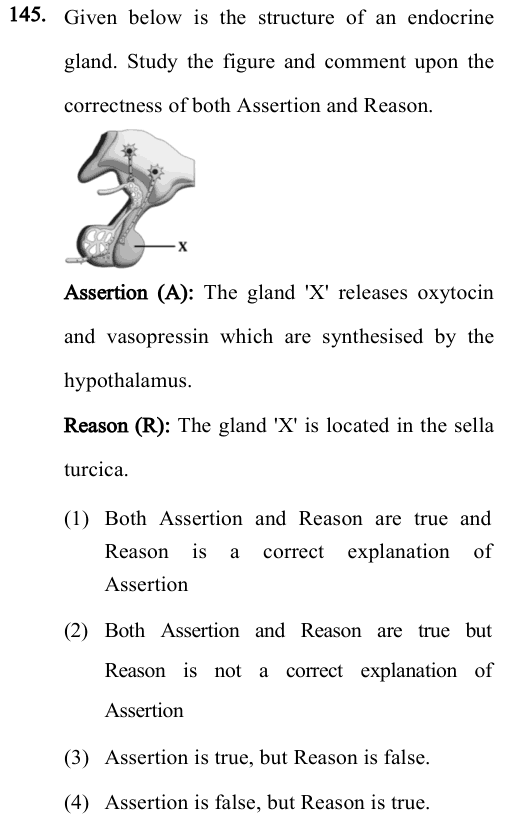 145. Given below is the structure of an endocrine
gland. Study the figure and comment upon the
correctness of both Assertion and Reason.
X
Assertion (A): The gland 'X' releases oxytocin
and vasopressin which are synthesised by the
hypothalamus.
Reason (R): The gland 'X' is located in the sella
turcica.
(1) Both Assertion and Reason are true and
Reason is a correct explanation of
Assertion
(2) Both Assertion and Reason are true but
Reason is not a correct explanation of
Assertion
(3) Assertion is true, but Reason is false.
(4) Assertion is false, but Reason is true.